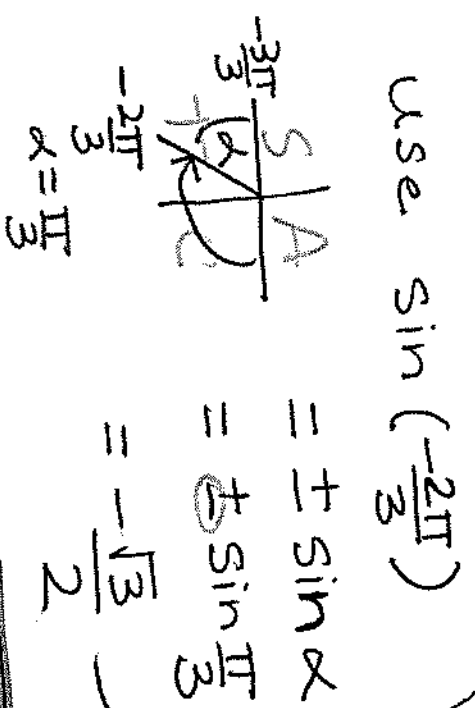 use sin (-2π/3)
= ± sin α
= ± sin π/3
= -√3/2
S A
T C
-3π/3
α
-2π/3
α = π/3